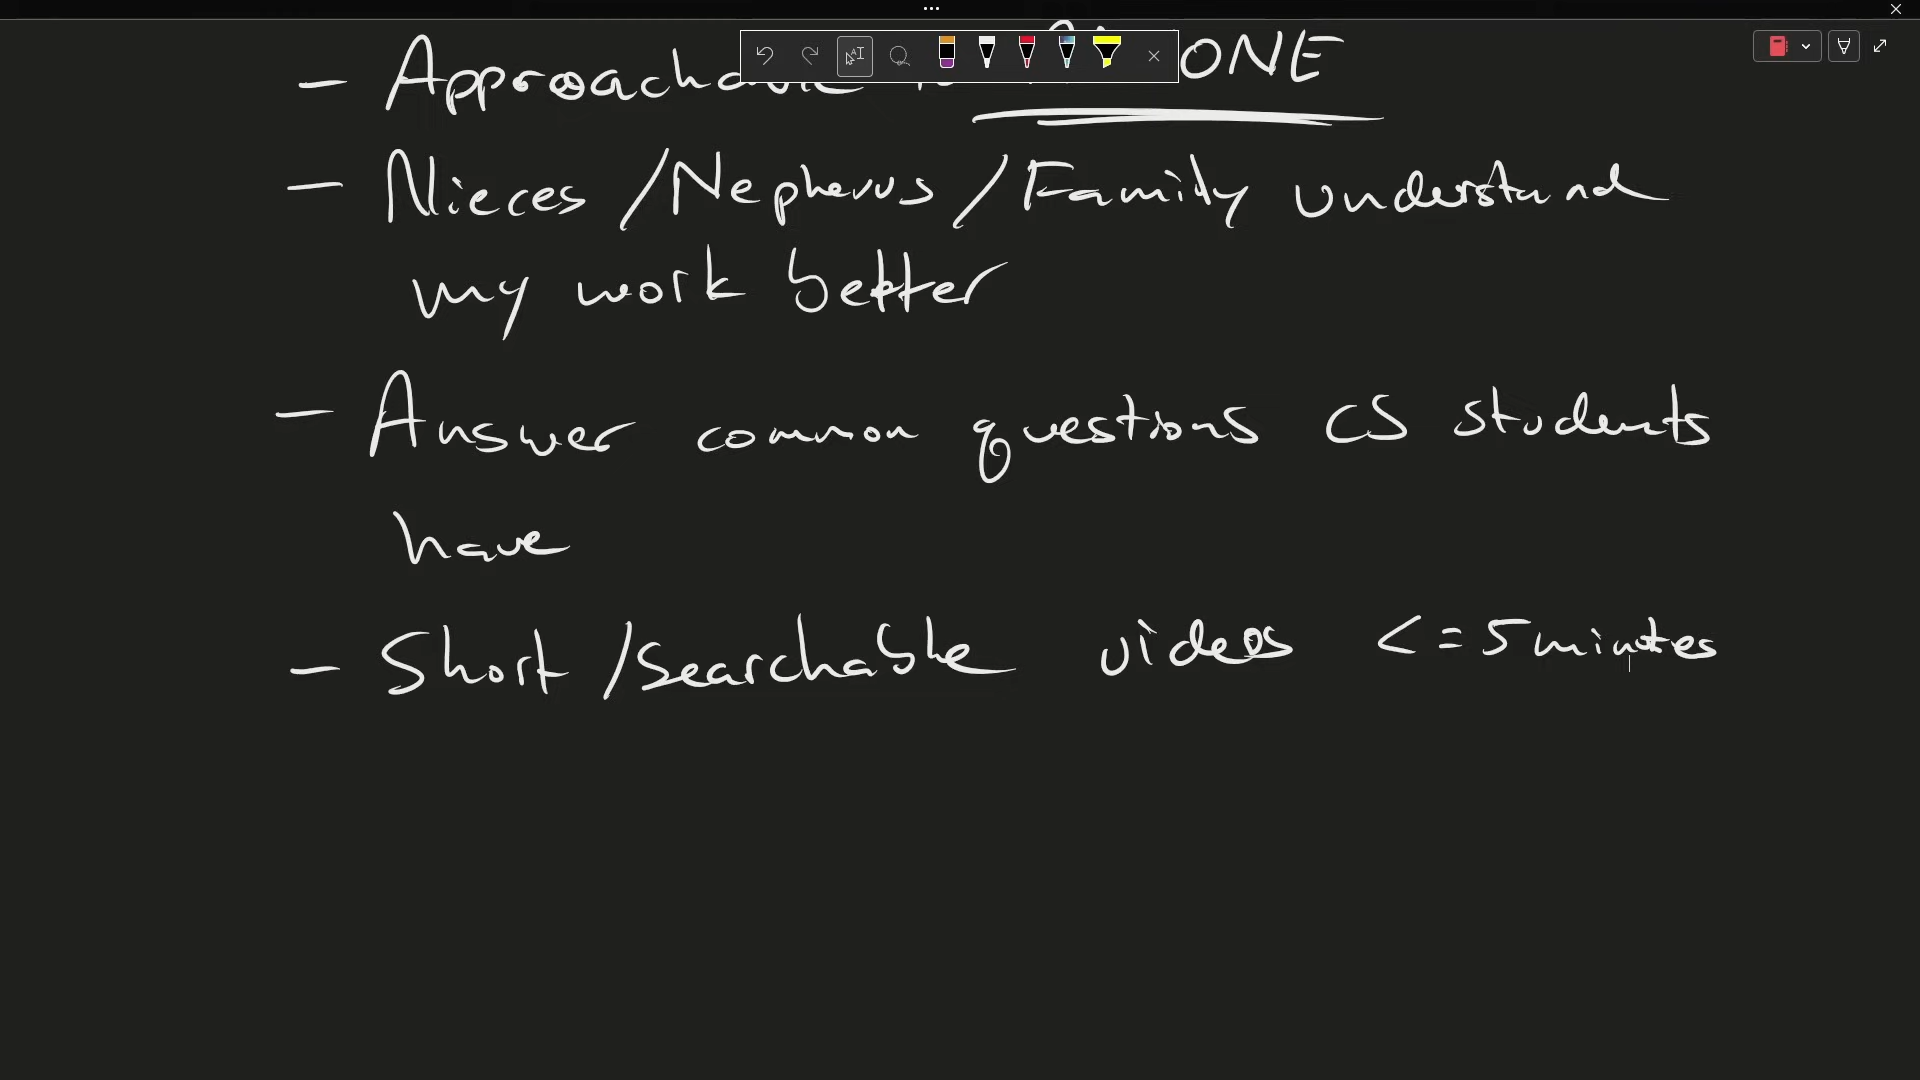 - Approachable ONE
- Nieces / Nephews / Family understand
my work better
- Answer common questions CS students
have
- Short / Searchable videos <= 5 minutes